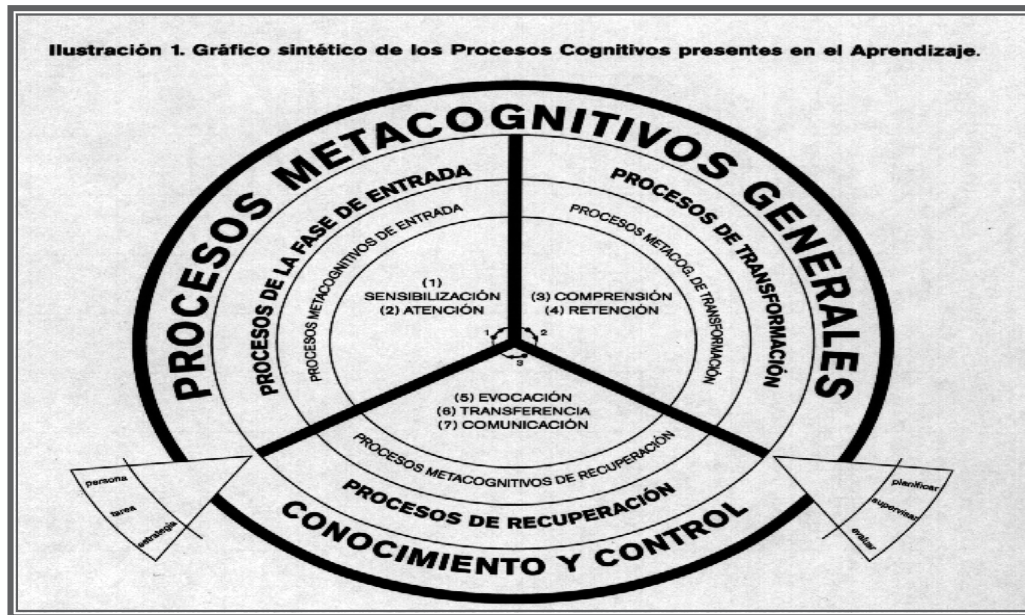 Ilustración 1. Gráfico sintético de los Procesos Cognitivos presentes en el Aprendizaje.
PROCESOS METACOGNITIVOS GENERALES
PROCESOS DE LA FASE DE ENTRADA
PROCESOS METACOGNITIVOS DE ENTRADA
PROCESOS DE TRANSFORMACIÓN
PROCESOS METACOG. DE TRANSFORMACIÓN
(1)
SENSIBILIZACIÓN
(2) ATENCIÓN
(3) COMPRENSIÓN
(4) RETENCIÓN
1
2
3
(5) EVOCACIÓN
(6) TRANSFERENCIA
(7) COMUNICACIÓN
PROCESOS METACOGNITIVOS DE RECUPERACIÓN
PROCESOS DE RECUPERACIÓN
CONOCIMIENTO Y CONTROL
persona
tarea
estrategia
planificar
supervisar
evaluar